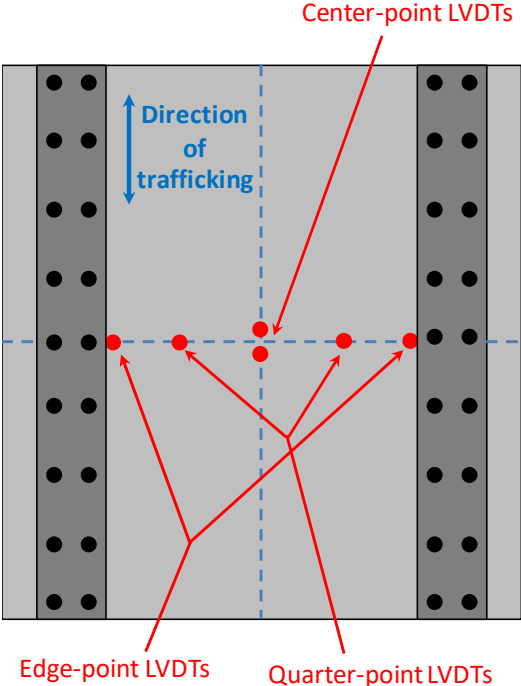 Center-point LVDTs
Direction
of
trafficking
Edge-point LVDTs
Quarter-point LVDTs